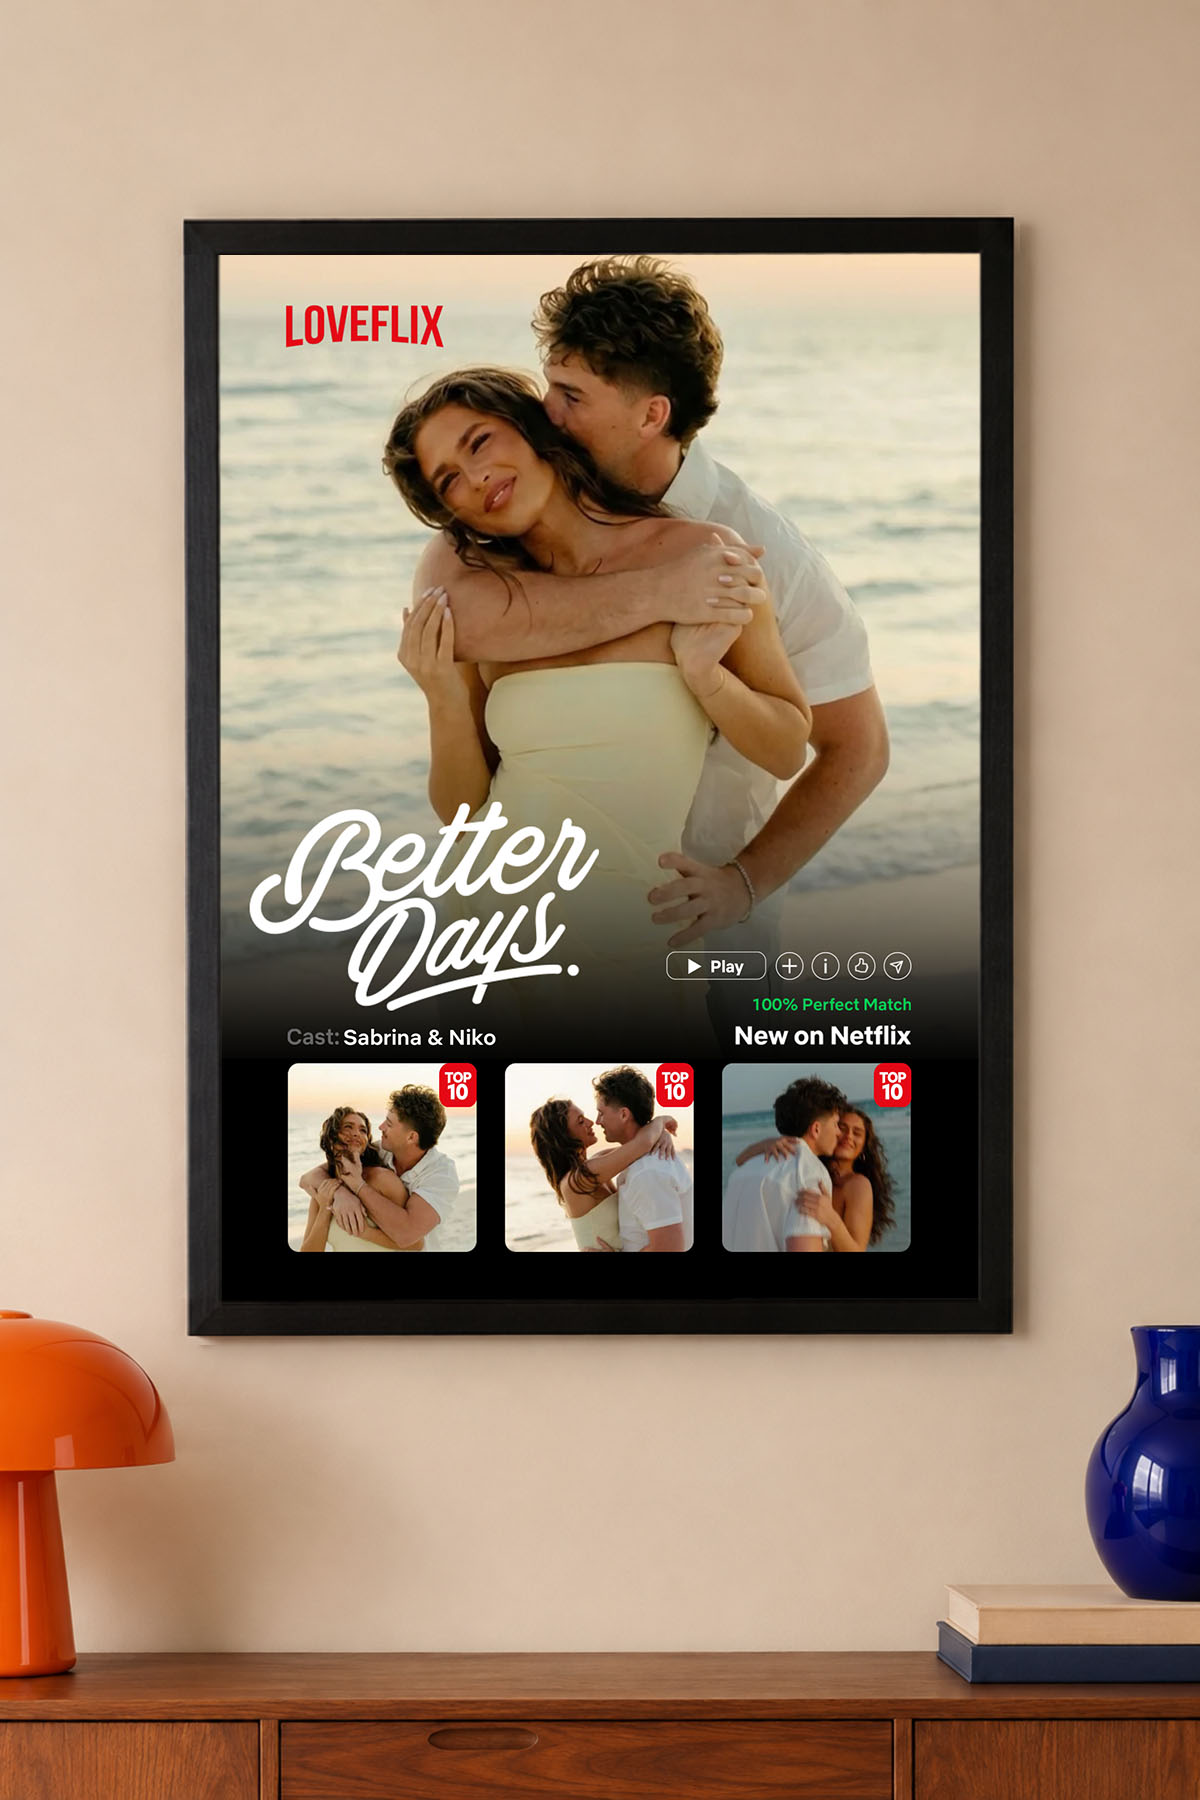 LOVEFLIX
Better
Days.
Play
100% Perfect Match
Cast: Sabrina & Niko
New on Netflix
TOP
10
TOP
10
TOP
10